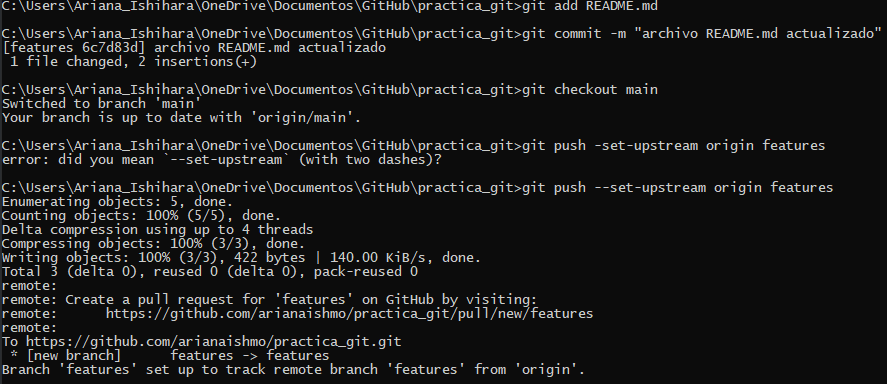 C:\Users\Ariana_Ishihara\OneDrive\Documentos\GitHub\practica_git>git add README.md
C:\Users\Ariana_Ishihara\OneDrive\Documentos\GitHub\practica_git>git commit -m "archivo README.md actualizado"
[features 6c7d83d] archivo README.md actualizado
 1 file changed, 2 insertions(+)
C:\Users\Ariana_Ishihara\OneDrive\Documentos\GitHub\practica_git>git checkout main
Switched to branch 'main'
Your branch is up to date with 'origin/main'.
C:\Users\Ariana_Ishihara\OneDrive\Documentos\GitHub\practica_git>git push -set-upstream origin features
error: did you mean `--set-upstream` (with two dashes)?
C:\Users\Ariana_Ishihara\OneDrive\Documentos\GitHub\practica_git>git push --set-upstream origin features
Enumerating objects: 5, done.
Counting objects: 100% (5/5), done.
Delta compression using up to 4 threads
Compressing objects: 100% (3/3), done.
Writing objects: 100% (3/3), 422 bytes | 140.00 KiB/s, done.
Total 3 (delta 0), reused 0 (delta 0), pack-reused 0
remote:
remote: Create a pull request for 'features' on GitHub by visiting:
remote:      https://github.com/arianaishmo/practica_git/pull/new/features
remote:
To https://github.com/arianaishmo/practica_git.git
 * [new branch]      features -> features
Branch 'features' set up to track remote branch 'features' from 'origin'.